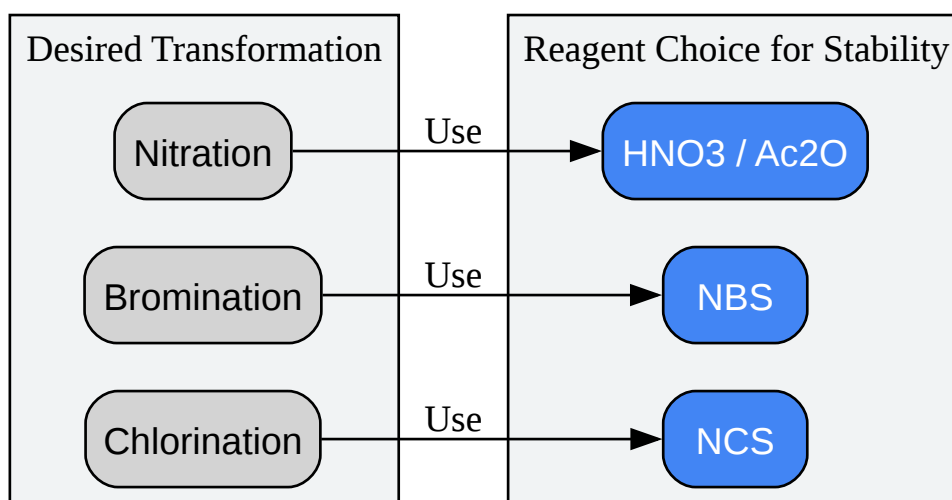 Desired Transformation
Reagent Choice for Stability
Nitration
Use
HNO3 / Ac2O
Bromination
Use
NBS
Chlorination
Use
NCS